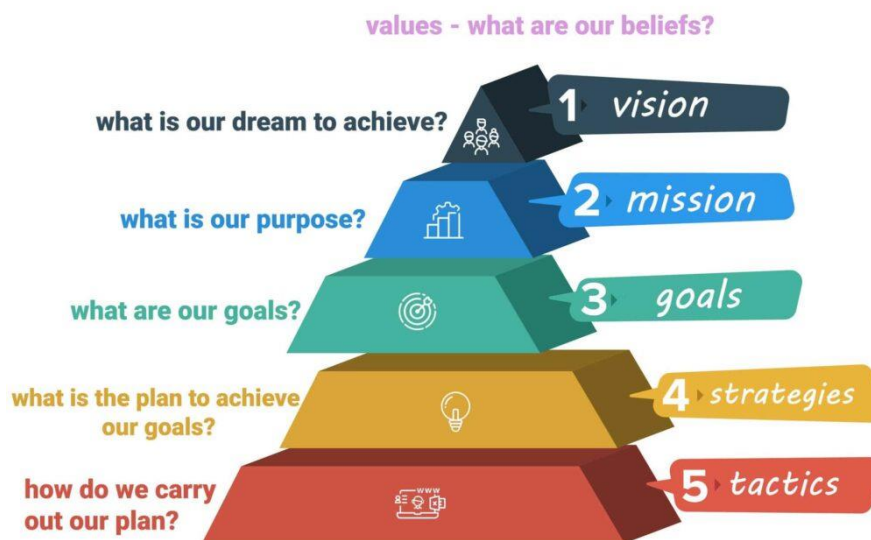 values - what are our beliefs?
what is our dream to achieve?
1 vision
what is our purpose?
2 mission
what are our goals?
3 goals
what is the plan to achieve
our goals?
4 strategies
how do we carry
out our plan?
www
5 tactics